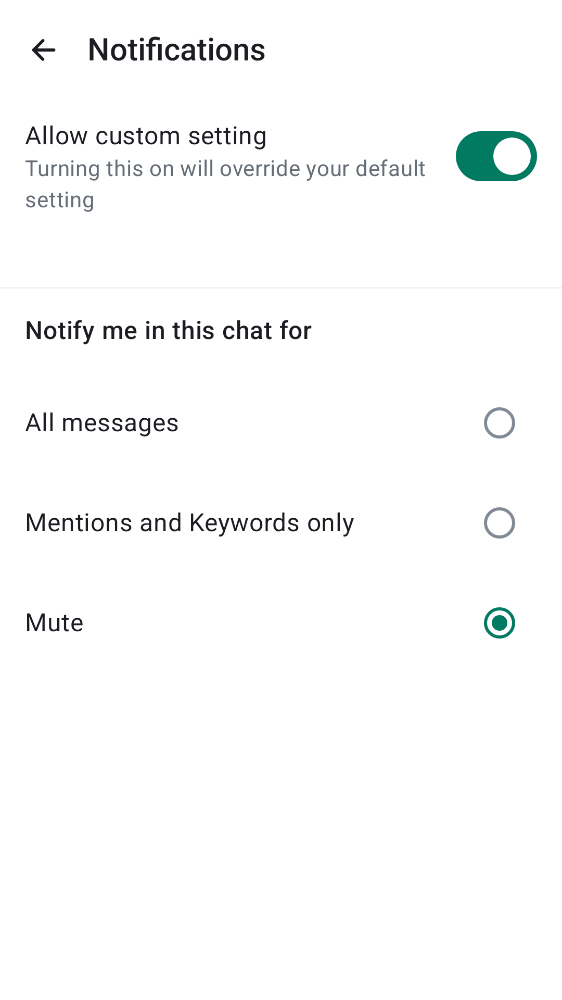 Notifications
Allow custom setting
Turning this on will override your default
setting
Notify me in this chat for
All messages
Mentions and Keywords only
Mute